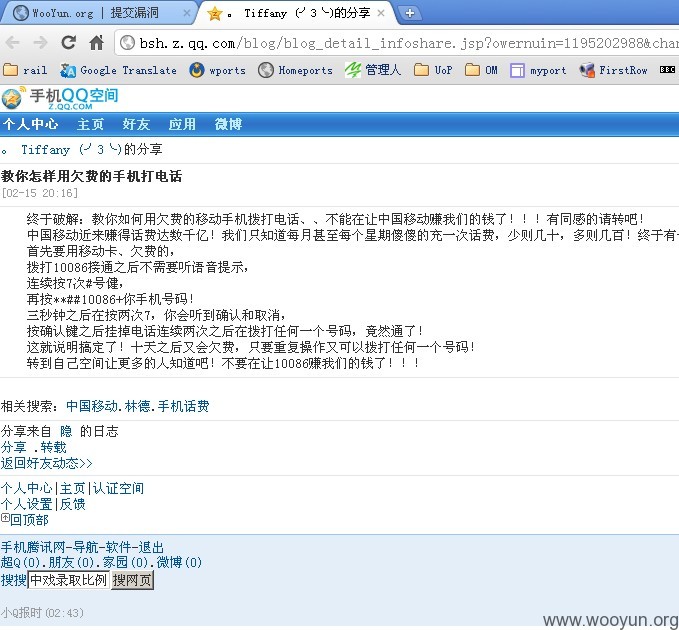 WooYun.org | 提交漏洞
。 Tiffany (╯3╰)的分享
bsh.z.qq.com/blog/blog_detail_infoshare.jsp?owernuin=1195202988&chan
rail Google Translate wports Homeports 管理人 UoP OM myport FirstRow BBC
手机QQ空间
Z.QQ.COM
个人中心 主页 好友 应用 微博
。 Tiffany (╯3╰)的分享
教你怎样用欠费的手机打电话
[02-15 20:16]
终于破解：教你如何用欠费的移动手机拨打电话、、不能在让中国移动赚我们的钱了！！！有同感的请转吧！
中国移动近来赚得话费达数千亿！我们只知道每月甚至每个星期傻傻的充一次话费，少则几十，多则几百！终于有一
首先要用移动卡、欠费的，
拨打10086接通之后不需要听语音提示，
连续按7次#号健，
再按**##10086+你手机号码！
三秒钟之后在按两次7，你会听到确认和取消，
按确认键之后挂掉电话连续两次之后在拨打任何一个号码，竟然通了！
这就说明搞定了！十天之后又会欠费，只要重复操作又可以拨打任何一个号码！
转到自己空间让更多的人知道吧！不要在让10086赚我们的钱了！！！
相关搜索：中国移动.林德.手机话费
分享来自 隐 的日志
分享 .转载
返回好友动态>>
个人中心|主页|认证空间
个人设置|反馈
回顶部
手机腾讯网-导航-软件-退出
超Q(0).朋友(0).家园(0).微博(0)
搜搜 中戏录取比例 搜网页
小Q报时(02:43)
www.wooyun.org